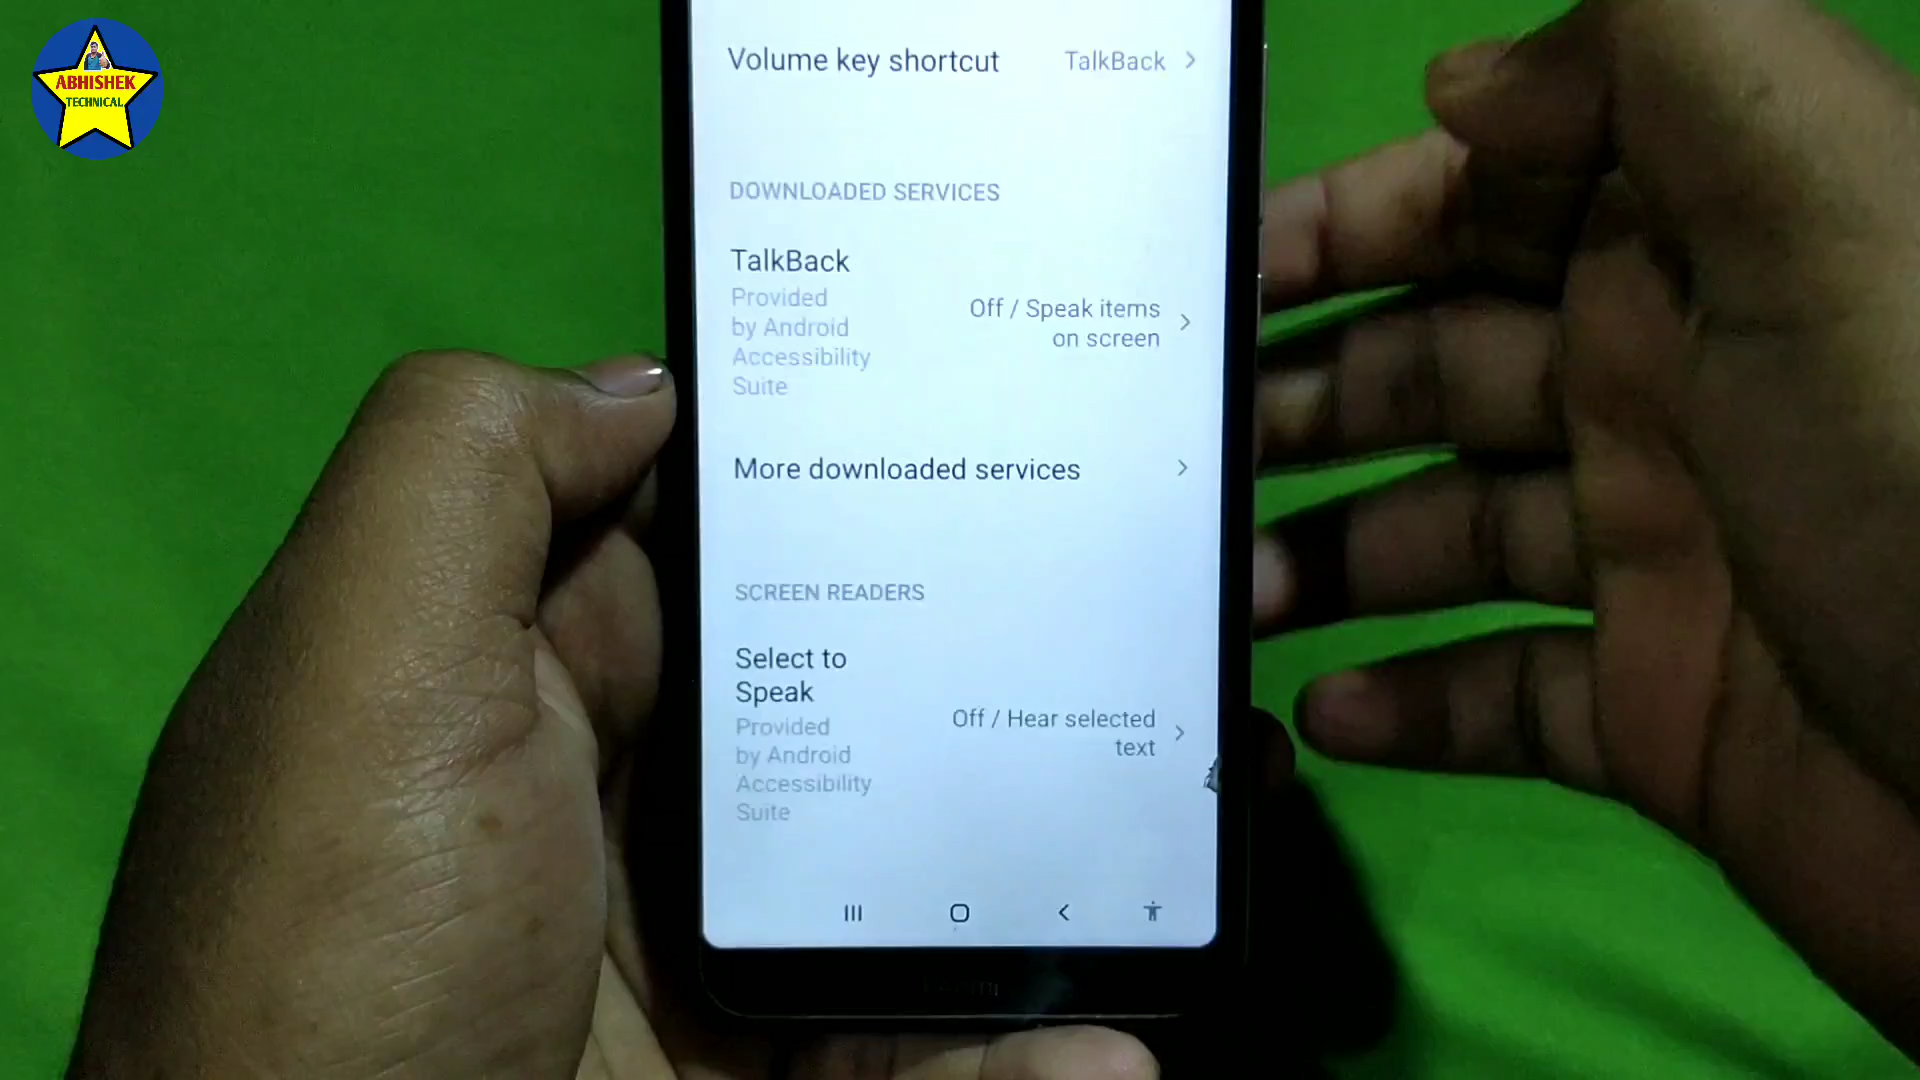 ABHISHEK
TECHNICAL
Volume key shortcut
TalkBack
DOWNLOADED SERVICES
TalkBack
Provided
by Android
Accessibility
Suite
Off / Speak items
on screen
More downloaded services
SCREEN READERS
Select to
Speak
Provided
by Android
Accessibility
Suite
Off / Hear selected
text